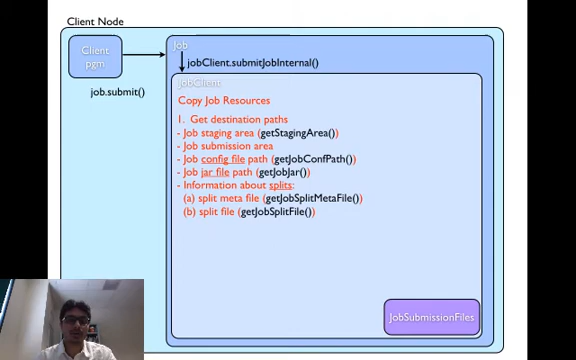 Client Node
Client
pgm
Job
jobClient.submitJobInternal()
job.submit()
JobClient
Copy Job Resources
1. Get destination paths
- Job staging area (getStagingArea())
- Job submission area
- Job config file path (getJobConfPath())
- Job jar file path (getJobJar())
- Information about splits:
(a) split meta file (getJobSplitMetaFile())
(b) split file (getJobSplitFile())
JobSubmissionFiles